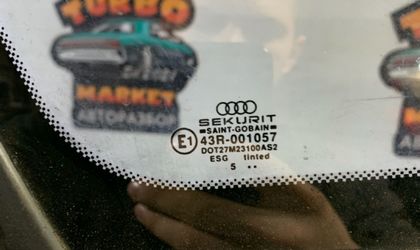 TURBO
MARKET
АВТОРАЗБОР
SEKURIT
SAINT-GOBAIN
E1 43R-001057
DOT27M23100AS2
ESG tinted
5 ..